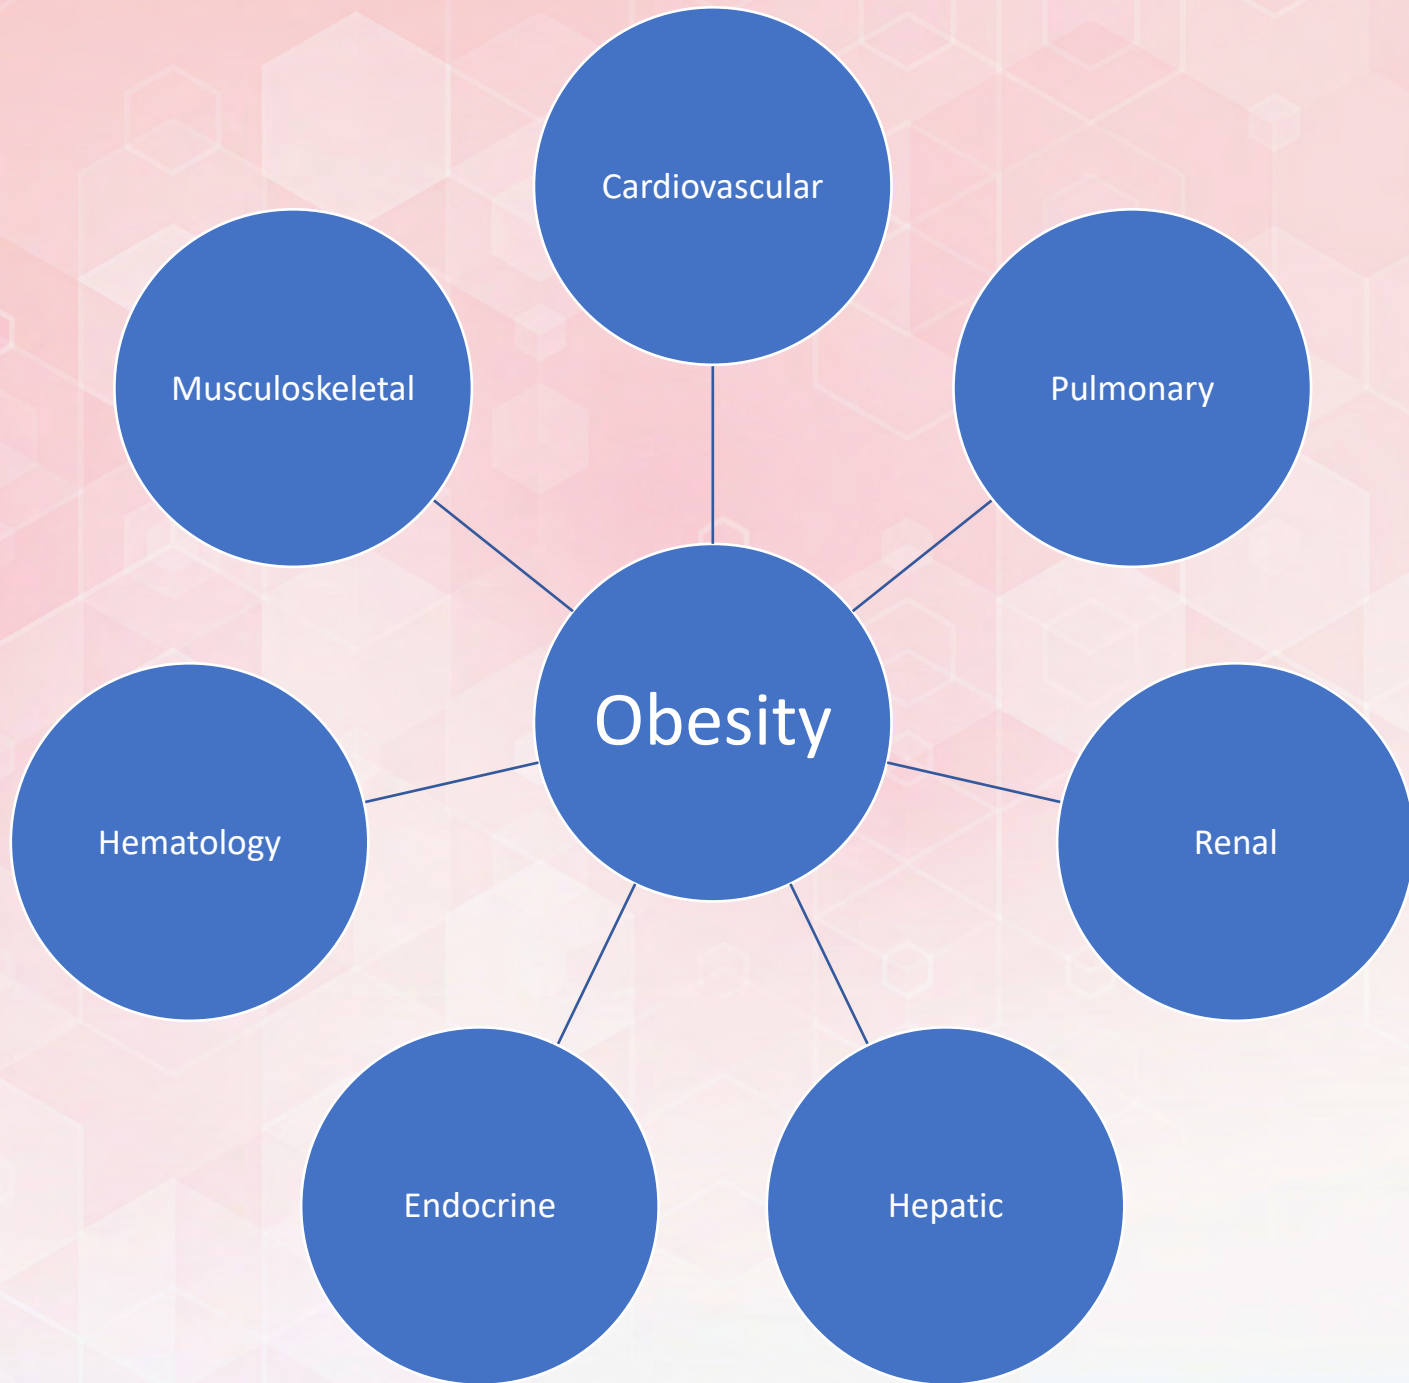 Cardiovascular
Musculoskeletal
Pulmonary
Obesity
Hematology
Renal
Endocrine
Hepatic